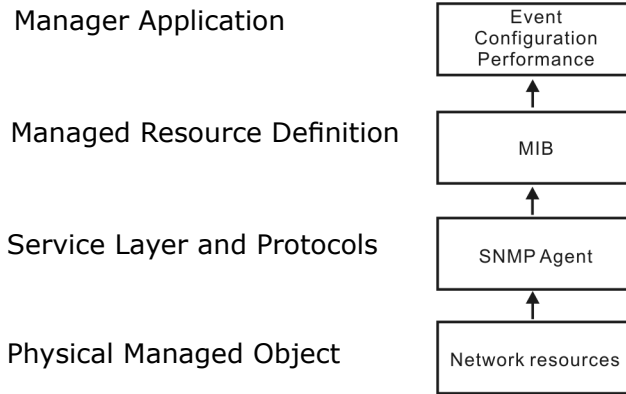 Manager Application
Event
Configuration
Performance
Managed Resource Definition
MIB
Service Layer and Protocols
SNMP Agent
Physical Managed Object
Network resources